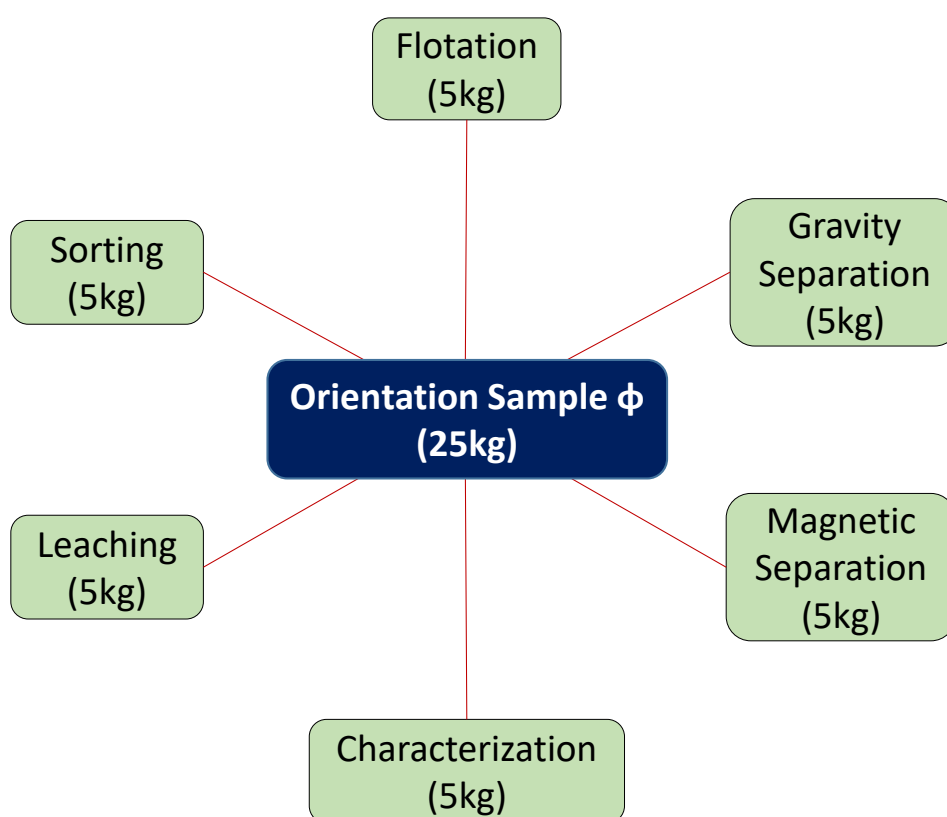 Flotation
(5kg)
Sorting
(5kg)
Gravity
Separation
(5kg)
Orientation Sample ϕ
(25kg)
Leaching
(5kg)
Magnetic
Separation
(5kg)
Characterization
(5kg)